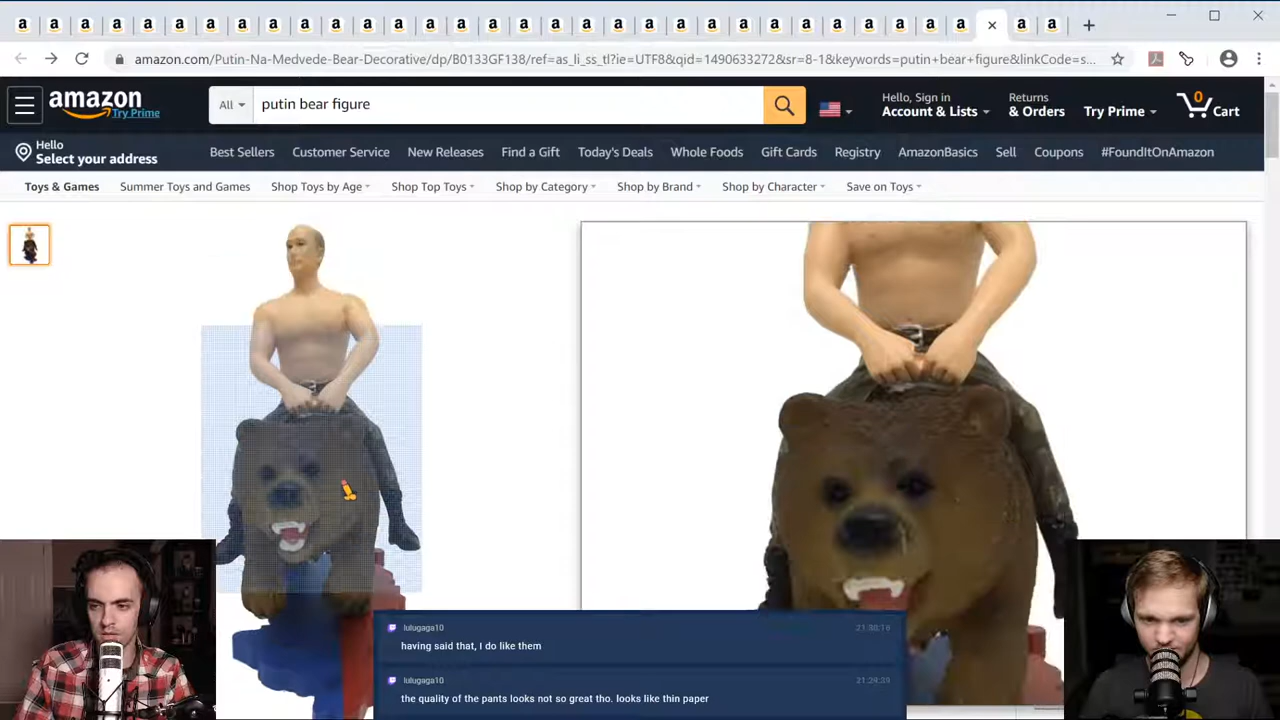 amazon.com/Putin-Na-Medvede-Bear-Decorative/dp/B0133GF138/ref=as_li_ss_tl?ie=UTF8&qid=1490633272&sr=8-1&keywords=putin+bear+figure&linkCode=s...
amazon
Try Prime
All
putin bear figure
Hello, Sign in
Account & Lists
Returns
& Orders
Try Prime
0
Cart
Hello
Select your address
Best Sellers
Customer Service
New Releases
Find a Gift
Today's Deals
Whole Foods
Gift Cards
Registry
AmazonBasics
Sell
Coupons
#FoundItOnAmazon
Toys & Games
Summer Toys and Games
Shop Toys by Age
Shop Top Toys
Shop by Category
Shop by Brand
Shop by Character
Save on Toys
lulugaga10
21:30:19
having said that, I do like them
lulugaga10
the quality of the pants looks not so great tho. looks like thin paper